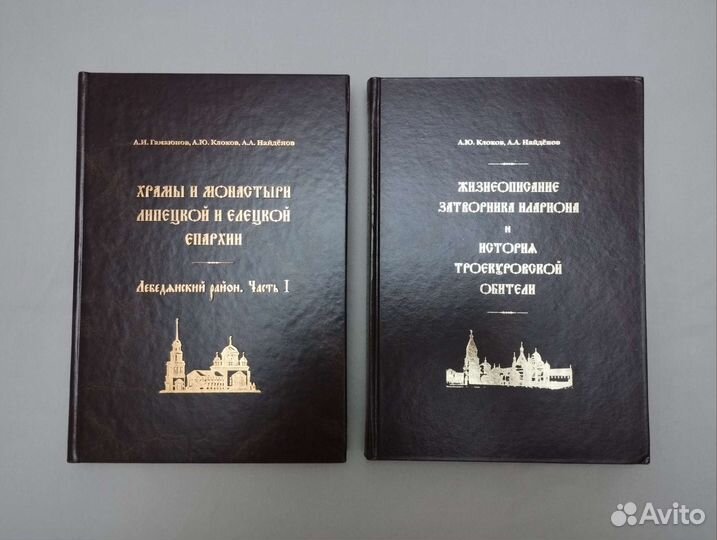 А.И. Гамаюнов, А.Ю. Клоков, А.А. Найдёнов
ХРАМЫ И МОНАСТЫРИ
ЛИПЕЦКОЙ И ЕЛЕЦКОЙ
ЕПАРХИИ
Лебедянский район. Часть I
А.Ю. Клоков, А.А. Найдёнов
ЖИЗНЕОПИСАНИЕ
ЗАТВОРНИКА ИЛАРИОНА
и
ИСТОРИЯ
ТРОЕКУРОВСКОЙ
ОБИТЕЛИ
Avito